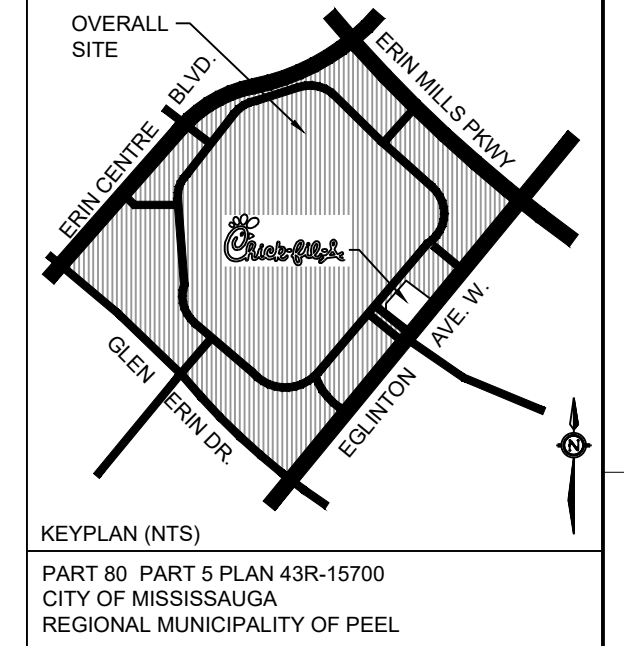 OVERALL
SITE
ERIN CENTRE BLVD.
ERIN MILLS PKWY
Chick-fil-A
GLEN ERIN DR.
EGLINTON AVE. W.
N
KEYPLAN (NTS)
PART 80 PART 5 PLAN 43R-15700
CITY OF MISSISSAUGA
REGIONAL MUNICIPALITY OF PEEL